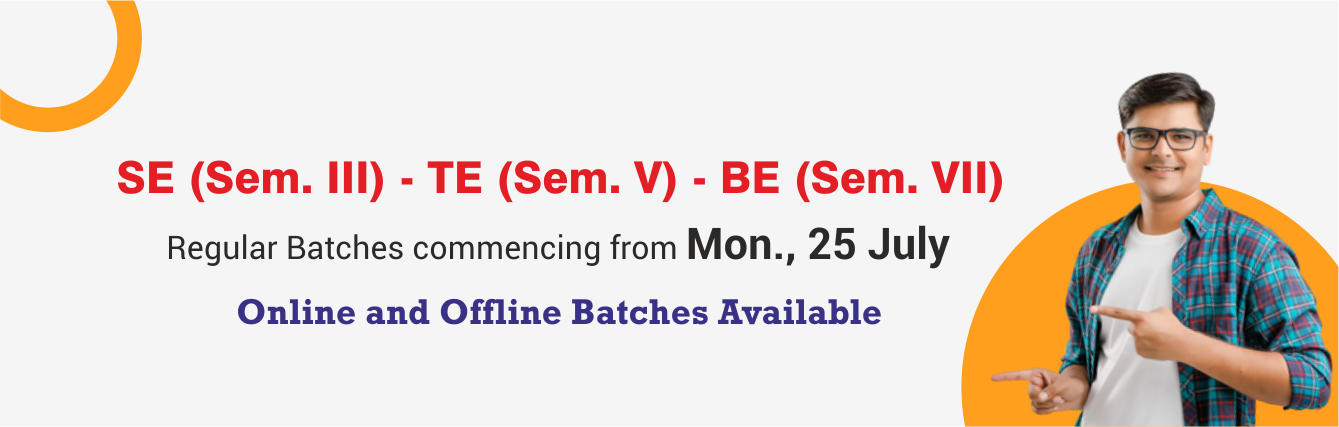 SE (Sem. III) - TE (Sem. V) - BE (Sem. VII)
Regular Batches commencing from Mon., 25 July
Online and Offline Batches Available